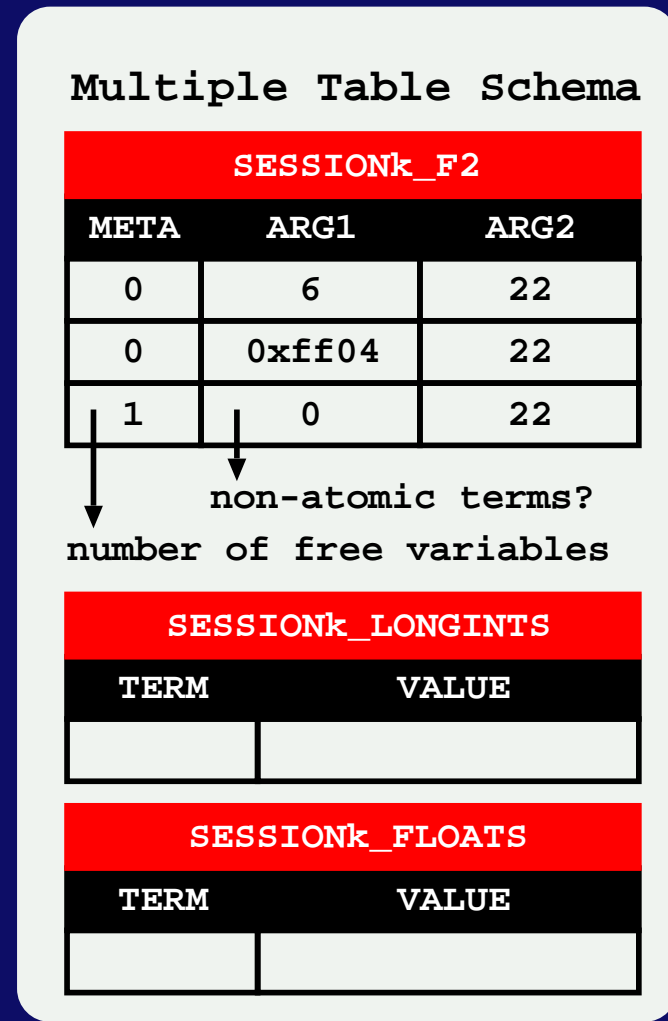 Multiple Table Schema
SESSIONk_F2
META ARG1 ARG2
0 6 22
0 0xff04 22
1 0 22
non-atomic terms?
number of free variables
SESSIONk_LONGINTS
TERM VALUE
SESSIONk_FLOATS
TERM VALUE